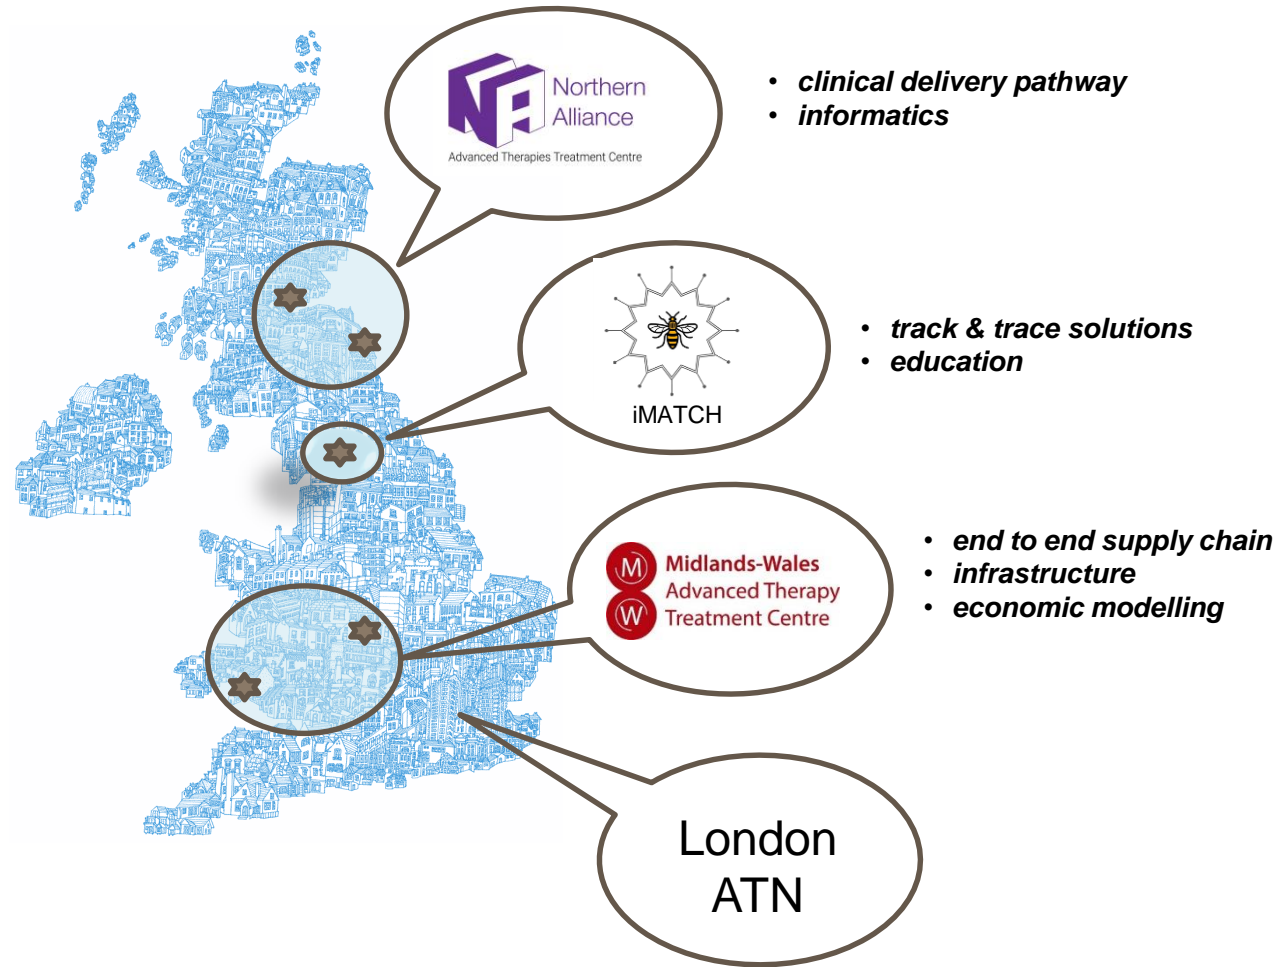 Northern
Alliance
Advanced Therapies Treatment Centre
• clinical delivery pathway
• informatics
iMATCH
• track & trace solutions
• education
M
W
Midlands-Wales
Advanced Therapy
Treatment Centre
• end to end supply chain
• infrastructure
• economic modelling
London
ATN